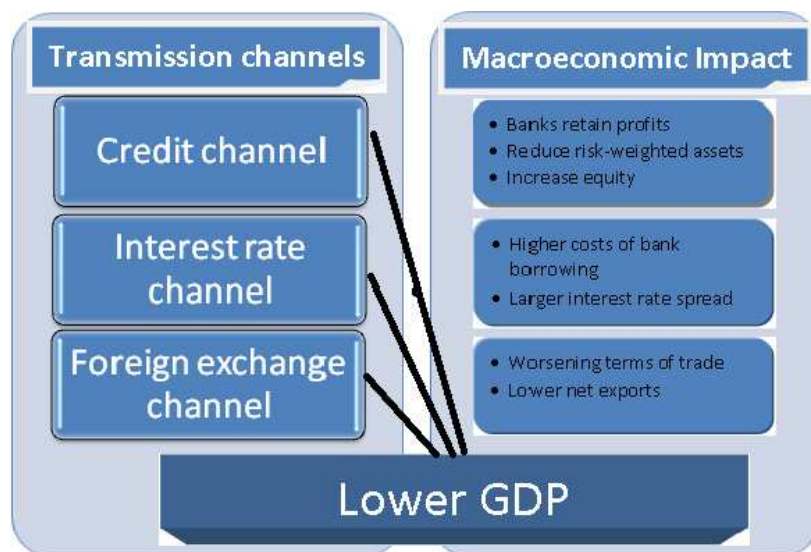 Transmission channels
Credit channel
Interest rate
channel
Foreign exchange
channel
Macroeconomic Impact
• Banks retain profits
• Reduce risk-weighted assets
• Increase equity
• Higher costs of bank
borrowing
• Larger interest rate spread
• Worsening terms of trade
• Lower net exports
Lower GDP